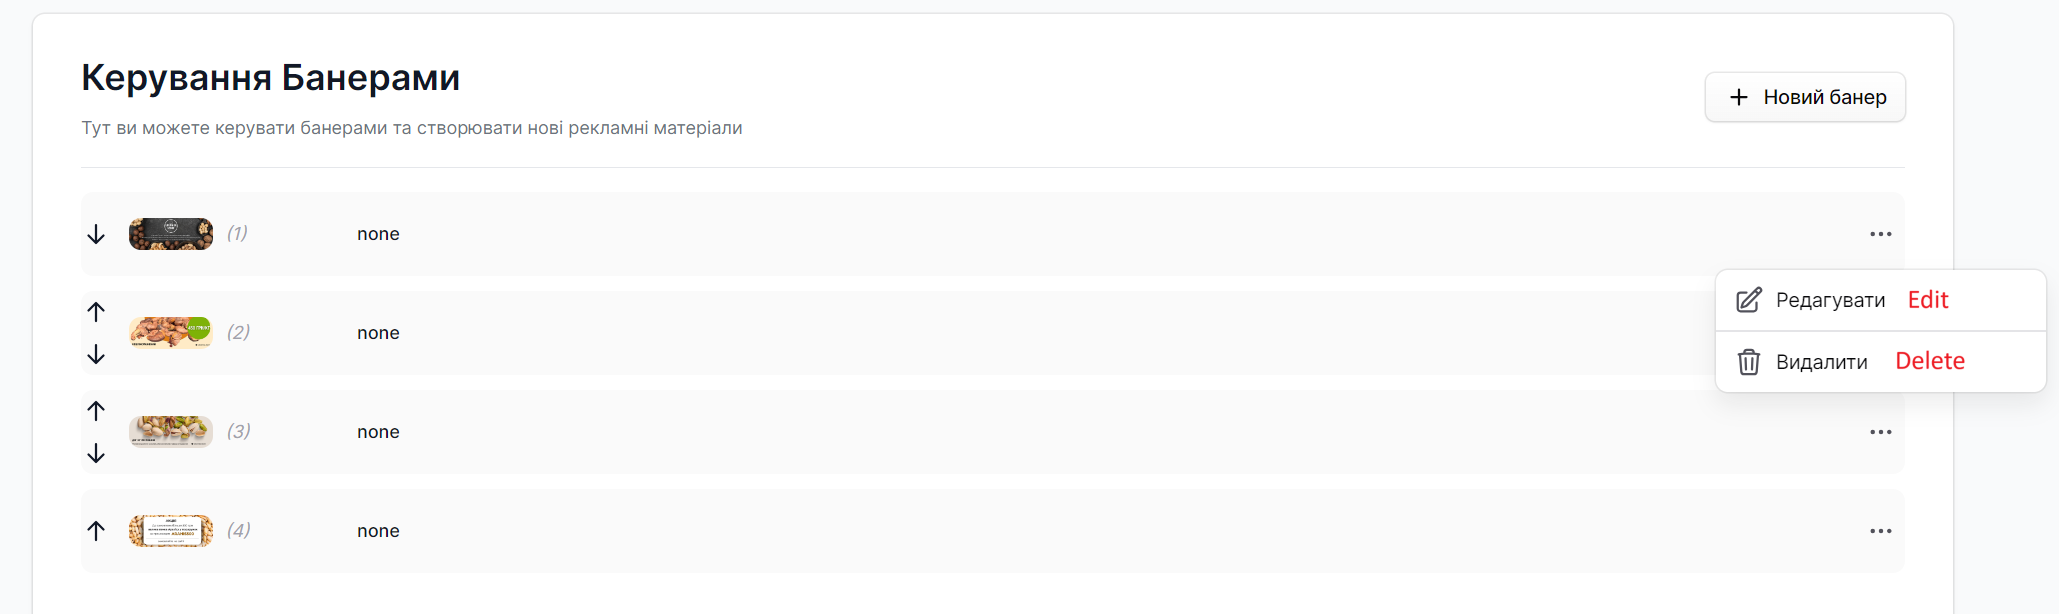 Керування Банерами
Тут ви можете керувати банерами та створювати нові рекламні матеріали
Новий банер
(1) none
Редагувати Edit
(2) none
Видалити Delete
(3) none
(4) none